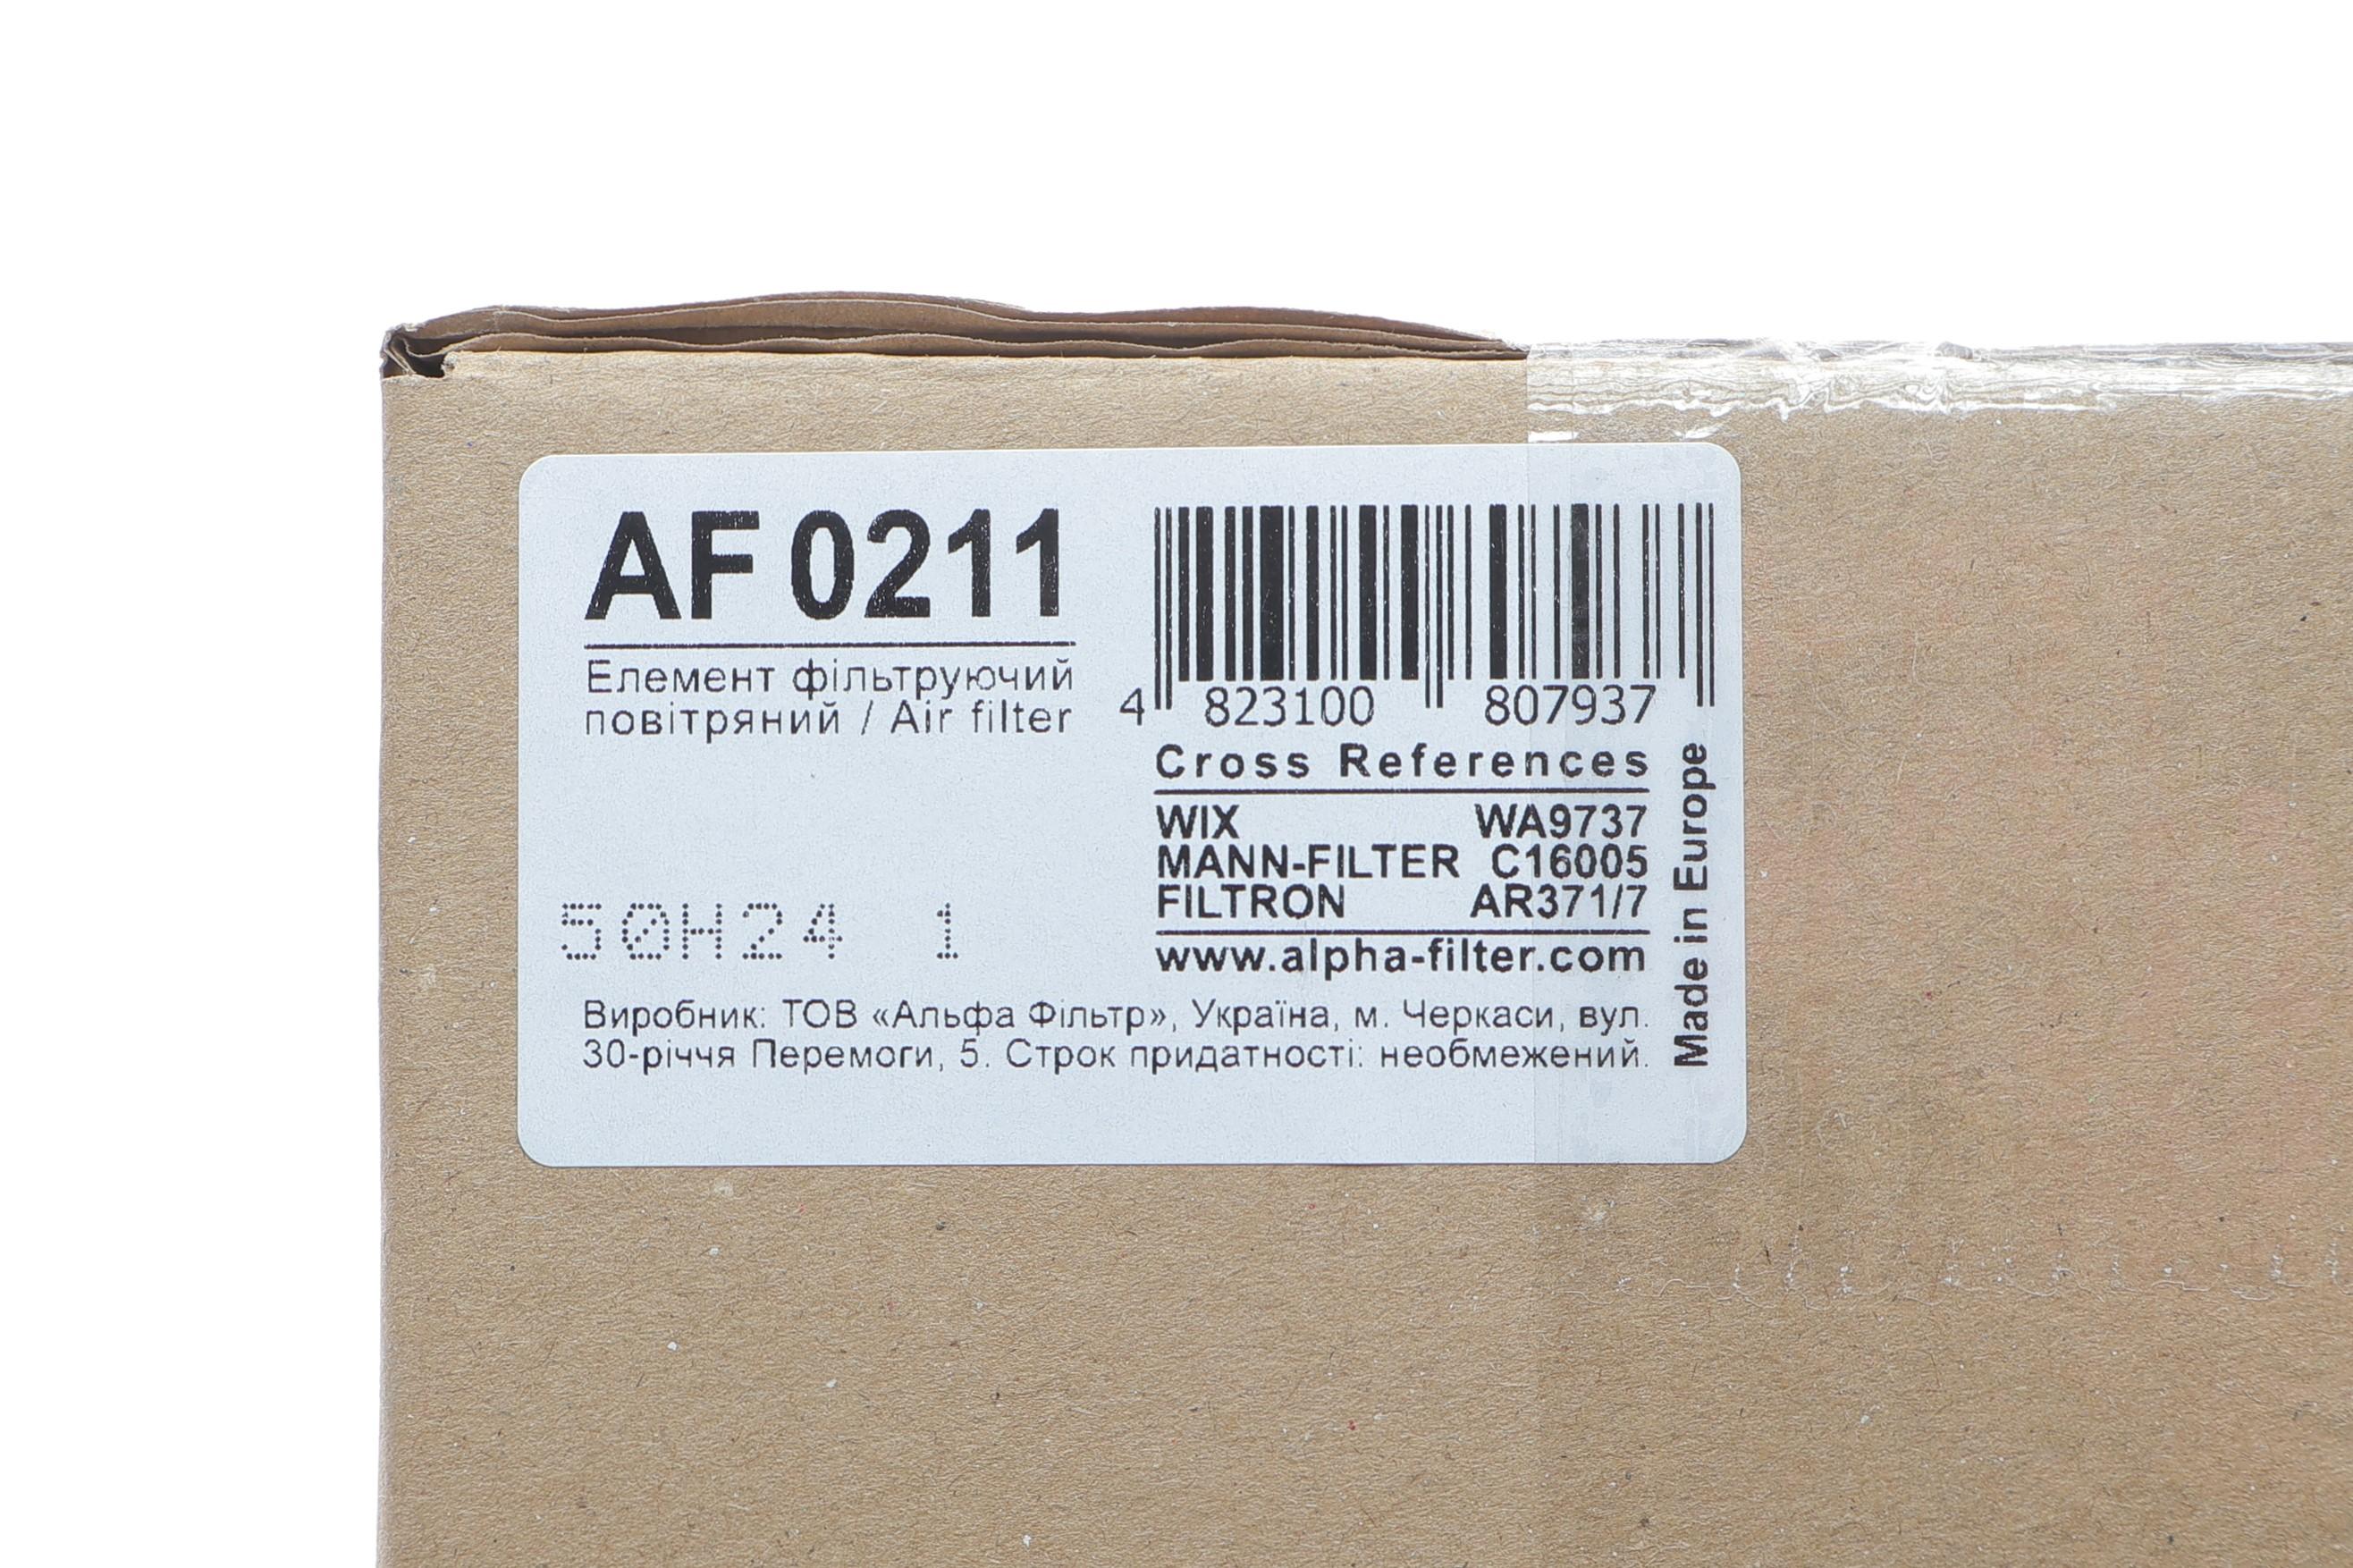 AF 0211
Елемент фільтруючий
повітряний / Air filter
4 823100 807937
Cross References
WIX WA9737
MANN-FILTER C16005
FILTRON AR371/7
www.alpha-filter.com
Made in Europe
50H24 1
Виробник: ТОВ «Альфа Фільтр», Україна, м. Черкаси, вул.
30-річчя Перемоги, 5. Строк придатності: необмежений.